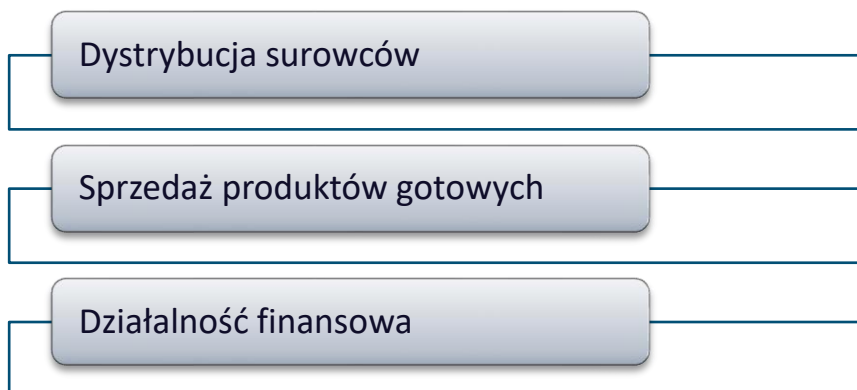 Dystrybucja surowców
Sprzedaż produktów gotowych
Działalność finansowa